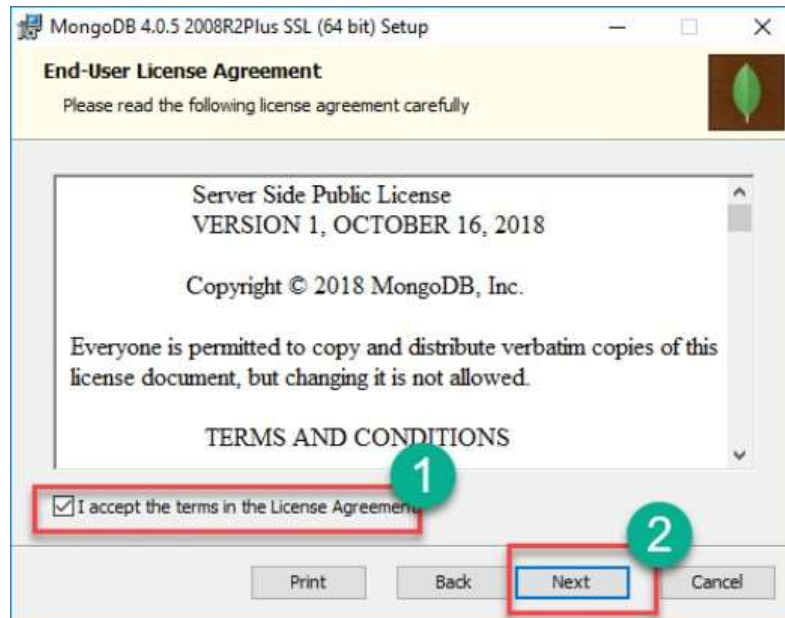 MongoDB 4.0.5 2008R2Plus SSL (64 bit) Setup
End-User License Agreement
Please read the following license agreement carefully
Server Side Public License
VERSION 1, OCTOBER 16, 2018
Copyright © 2018 MongoDB, Inc.
Everyone is permitted to copy and distribute verbatim copies of this
license document, but changing it is not allowed.
TERMS AND CONDITIONS
1
I accept the terms in the License Agreement
2
Print Back Next Cancel